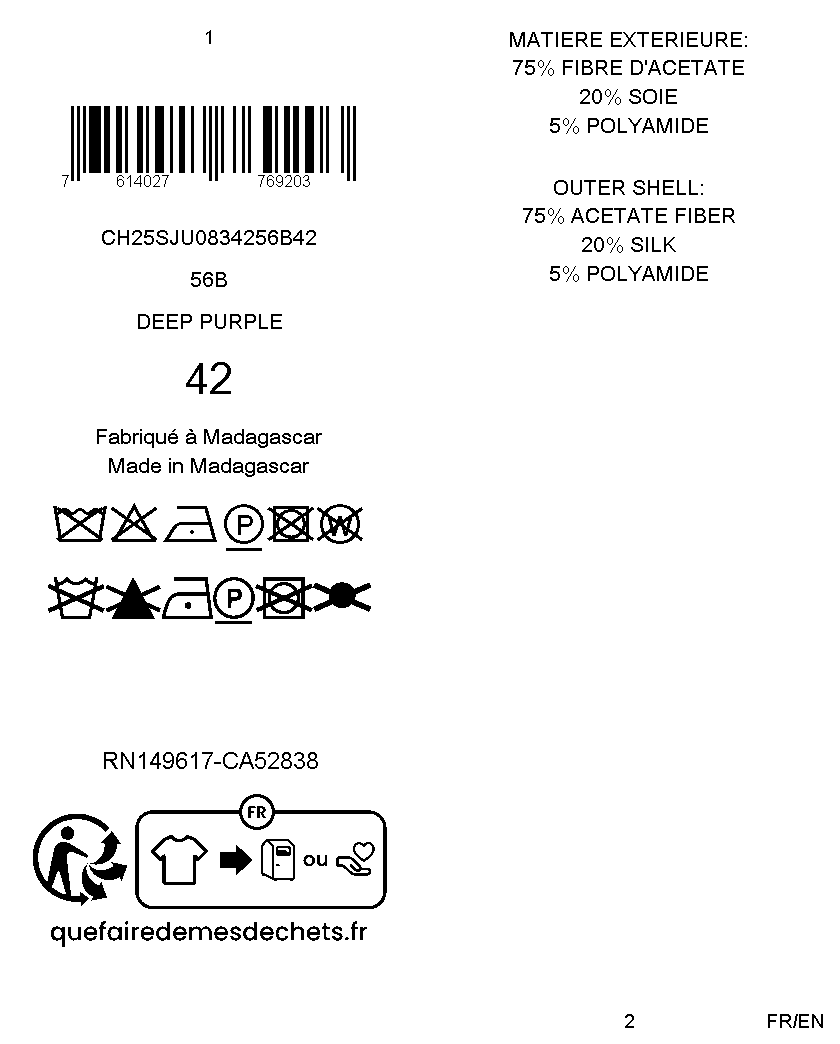 1
7 614027 769203
CH25SJU0834256B42
56B
DEEP PURPLE
42
Fabriqué à Madagascar
Made in Madagascar
P W
P
RN149617-CA52838
FR
ou
quefairedemesdechets.fr
MATIERE EXTERIEURE:
75% FIBRE D'ACETATE
20% SOIE
5% POLYAMIDE
OUTER SHELL:
75% ACETATE FIBER
20% SILK
5% POLYAMIDE
2
FR/EN